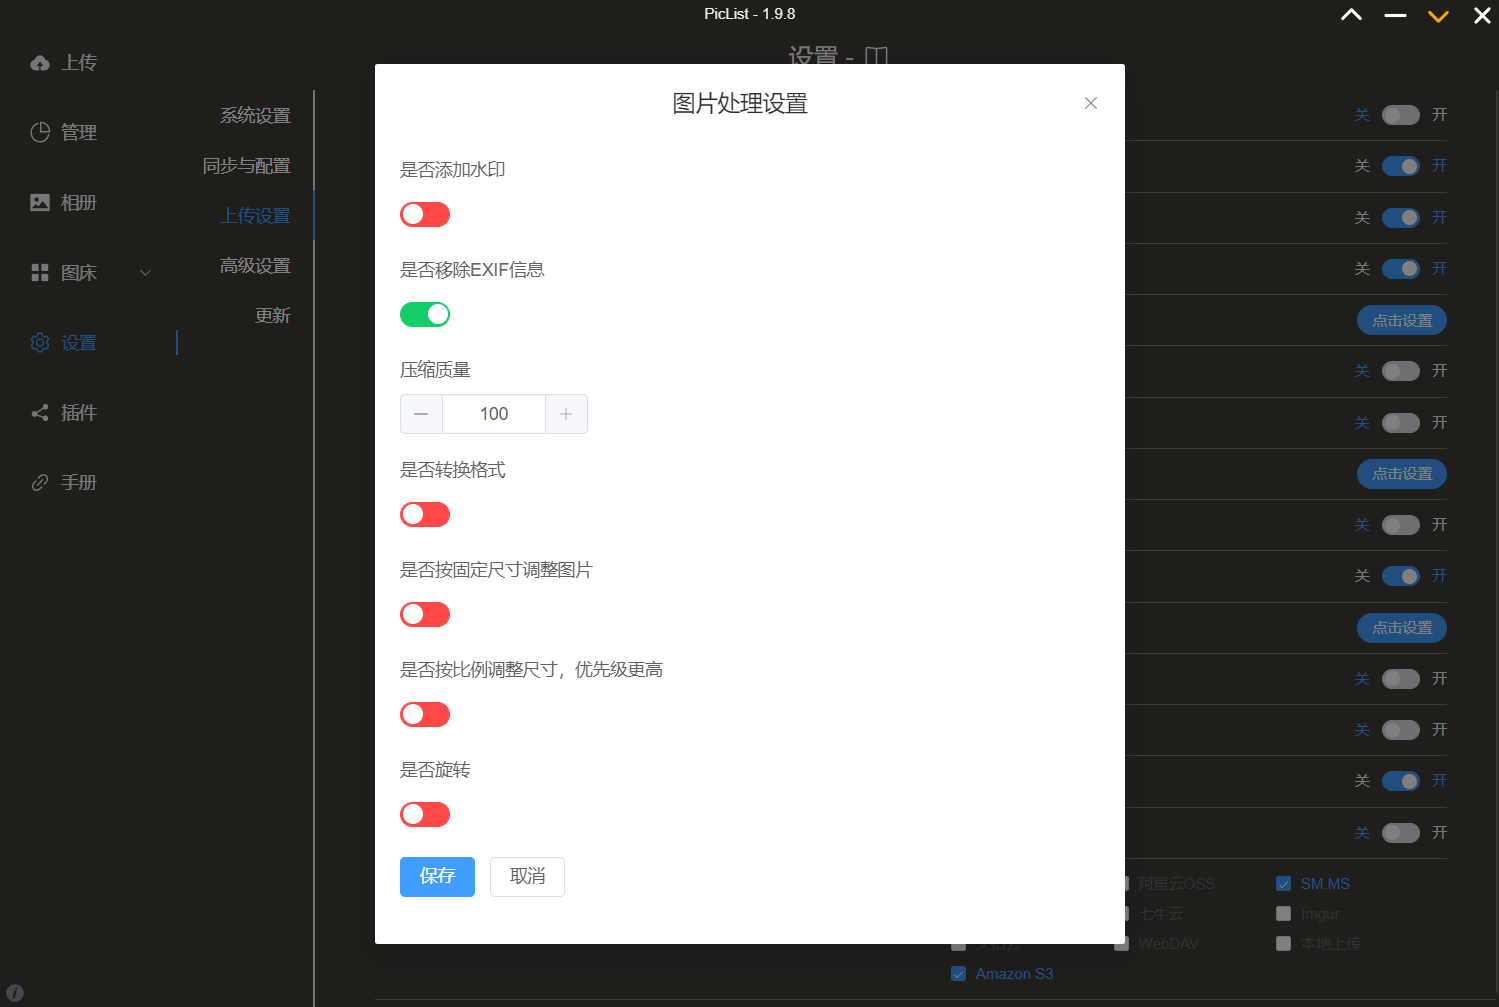 PicList - 1.9.8
设置 -
上传
管理
相册
图床
设置
插件
手册
系统设置
同步与配置
上传设置
高级设置
更新
图片处理设置
是否添加水印
是否移除EXIF信息
压缩质量
100
是否转换格式
是否按固定尺寸调整图片
是否按比例调整尺寸，优先级更高
是否旋转
保存 取消
关 开
关 开
关 开
关 开
点击设置
关 开
关 开
点击设置
关 开
关 开
点击设置
关 开
关 开
关 开
关 开
阿里云OSS SM.MS
七牛云 Imgur
WebDAV 本地上传
Amazon S3